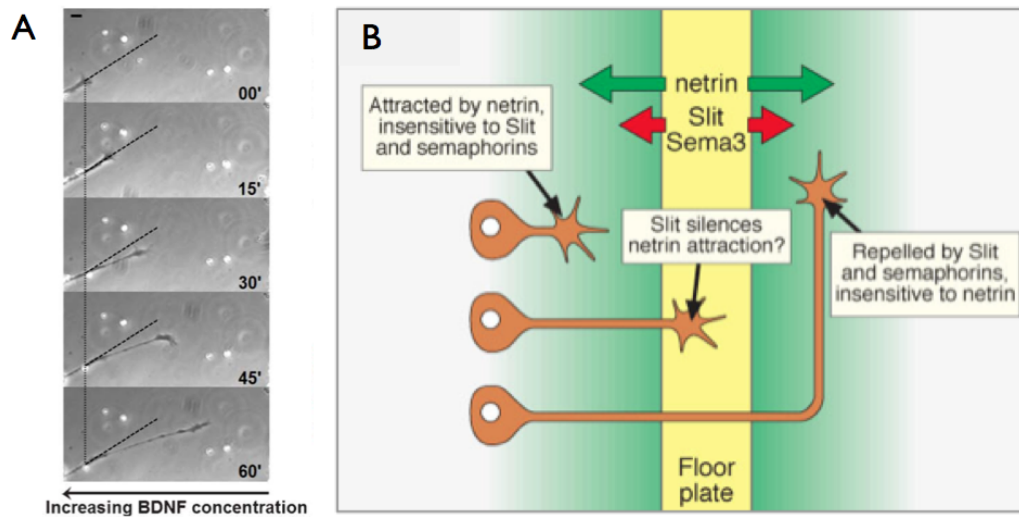 A
00'
15'
30'
45'
60'
Increasing BDNF concentration
B
netrin
Slit
Sema3
Attracted by netrin,
insensitive to Slit
and semaphorins
Slit silences
netrin attraction?
Repelled by Slit
and semaphorins,
insensitive to netrin
Floor
plate